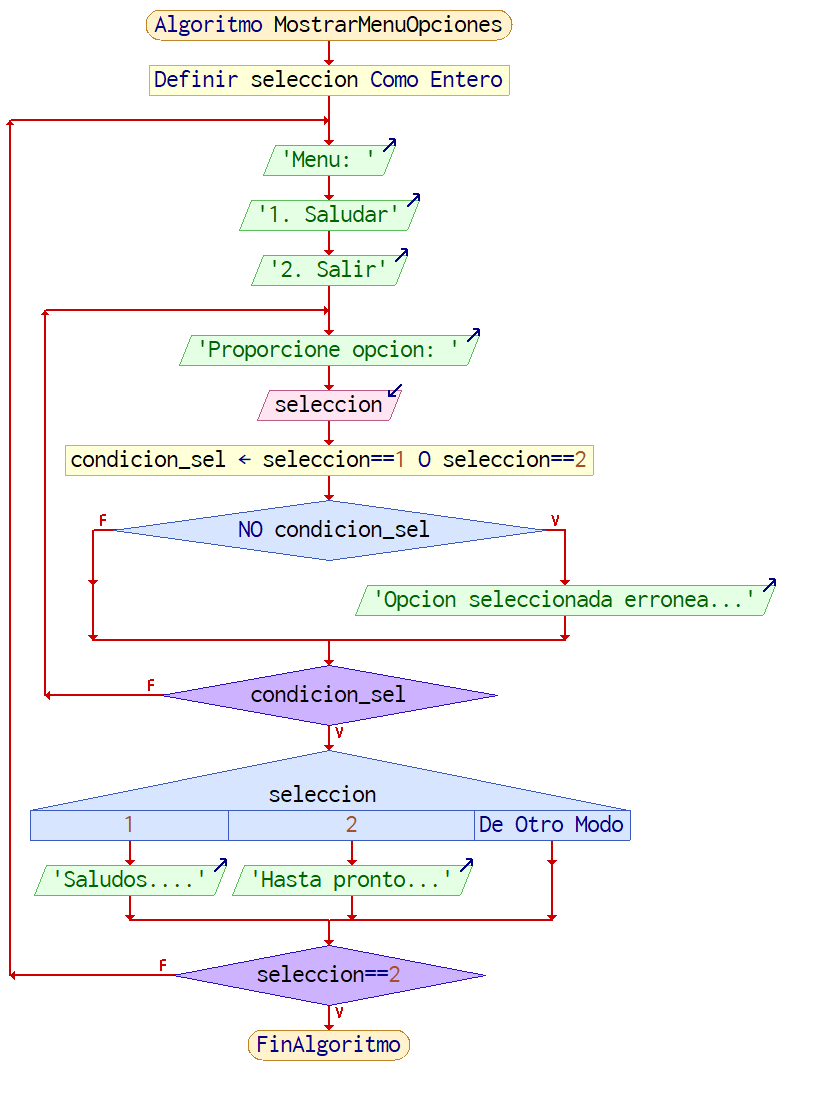 Algoritmo MostrarMenuOpciones
Definir seleccion Como Entero
'Menu: '
'1. Saludar'
'2. Salir'
'Proporcione opcion: '
seleccion
condicion_sel ← seleccion==1 O seleccion==2
F NO condicion_sel V
'Opcion seleccionada erronea...'
F condicion_sel
V
seleccion
1 2 De Otro Modo
'Saludos....' 'Hasta pronto...'
F seleccion==2
V
FinAlgoritmo